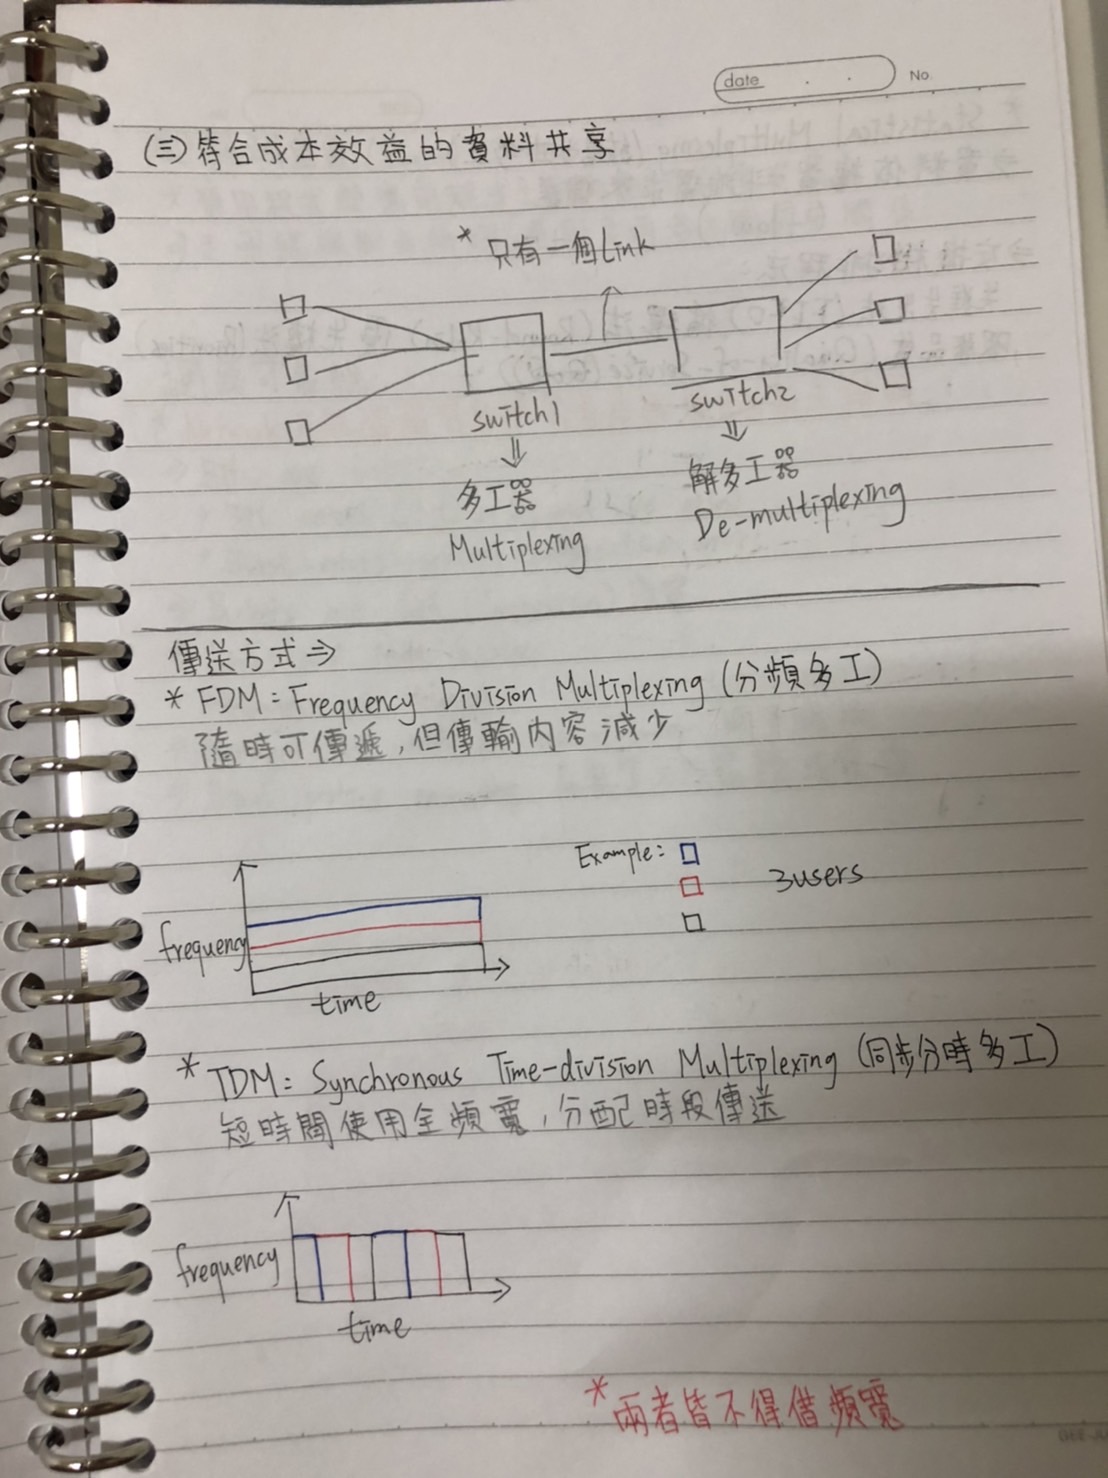 date . . No.
(三)符合成本效益的資料共享
* 只有一個Link
switch1
switch2
⇓
⇓
多工器
Multiplexing
解多工器
De-multiplexing
傳送方式⇒
* FDM = Frequency Division Multiplexing (分頻多工)
隨時可傳遞,但傳輸內容減少
Example:
3users
frequency
time
* TDM = Synchronous Time-division Multiplexing (同步分時多工)
短時間使用全頻寬,分配時段傳送
frequency
time
* 兩者皆不得借頻寬